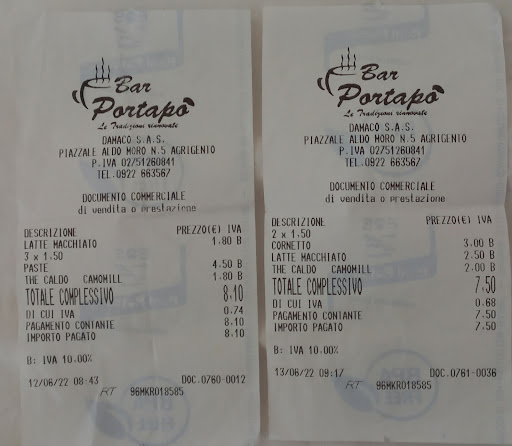 Bar
Portapò
Le Tradizioni rinnovate
DAMACO S.A.S.
PIAZZALE ALDO MORO N.5 AGRIGENTO
P.IVA 02751260841
TEL.0922 663567
DOCUMENTO COMMERCIALE
di vendita o prestazione
DESCRIZIONE PREZZO(€) IVA
LATTE MACCHIATO 1.80 B
3 x 1.50
PASTE 4.50 B
THE CALDO CAMOMILL 1.80 B
TOTALE COMPLESSIVO 8,10
DI CUI IVA 0.74
PAGAMENTO CONTANTE 8.10
IMPORTO PAGATO 8.10
B: IVA 10.00%
12/06/22 08:43 DOC.0760-0012
RT 96MKR018585
Bar
Portapò
Le Tradizioni rinnovate
DAMACO S.A.S.
PIAZZALE ALDO MORO N.5 AGRIGENTO
P.IVA 02751260841
TEL.0922 663567
DOCUMENTO COMMERCIALE
di vendita o prestazione
DESCRIZIONE PREZZO(€) IVA
2 x 1.50
CORNETTO 3.00 B
LATTE MACCHIATO 2.50 B
THE CALDO CAMOMILL 2.00 B
TOTALE COMPLESSIVO 7,50
DI CUI IVA 0.68
PAGAMENTO CONTANTE 7.50
IMPORTO PAGATO 7.50
B: IVA 10.00%
13/06/22 09:17 DOC.0761-0036
RT 96MKR018585